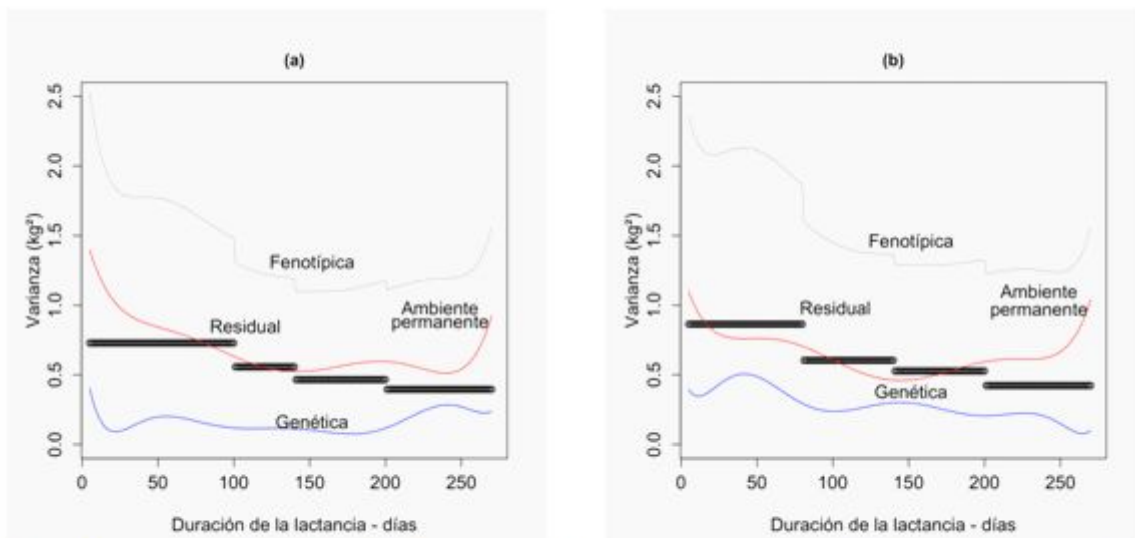 (a)
Varianza (kg²)
2.5
2.0
1.5
1.0
0.5
0.0
Fenotípica
Ambiente
permanente
Residual
Genética
0 50 100 150 200 250
Duración de la lactancia - días
(b)
Varianza (kg²)
2.5
2.0
1.5
1.0
0.5
0.0
Fenotípica
Ambiente
permanente
Residual
Genética
0 50 100 150 200 250
Duración de la lactancia - días